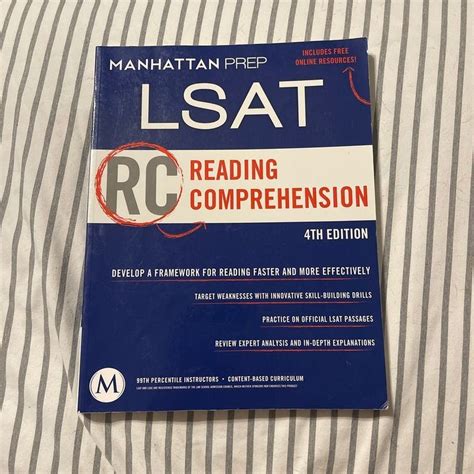 MANHATTAN PREP
INCLUDES FREE
ONLINE RESOURCES!
LSAT
RC
READING
COMPREHENSION
4TH EDITION
DEVELOP A FRAMEWORK FOR READING FASTER AND MORE EFFECTIVELY
TARGET WEAKNESSES WITH INNOVATIVE SKILL-BUILDING DRILLS
PRACTICE ON OFFICIAL LSAT PASSAGES
REVIEW EXPERT ANALYSIS AND IN-DEPTH EXPLANATIONS
M
99TH PERCENTILE INSTRUCTORS • CONTENT-BASED CURRICULUM